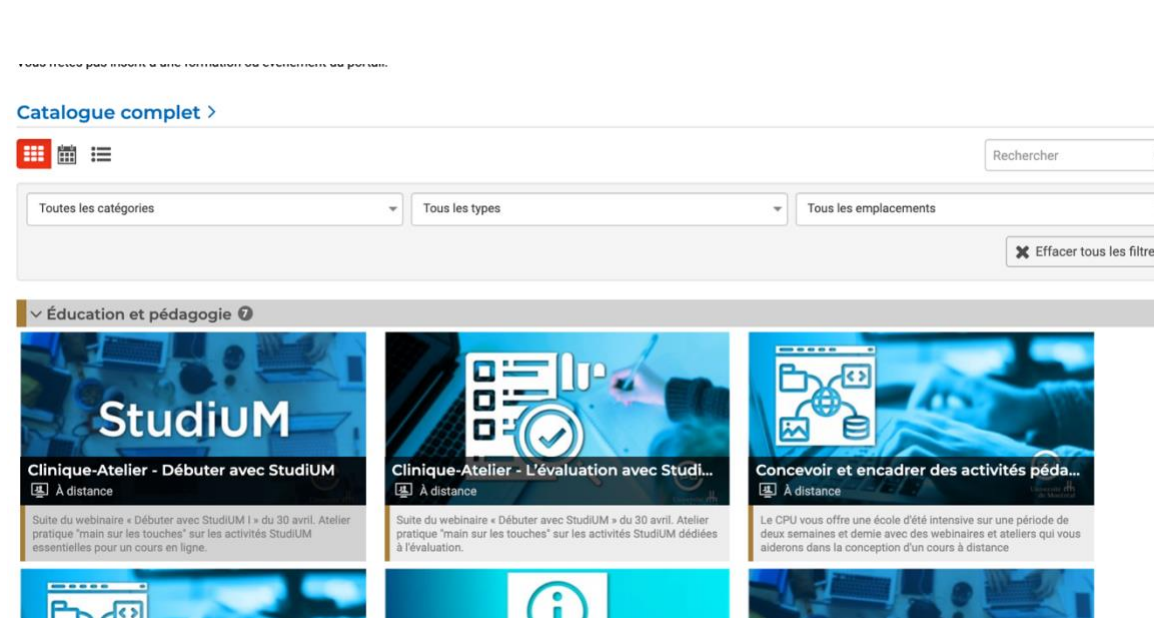 Catalogue complet >
Rechercher
Toutes les catégories
Tous les types
Tous les emplacements
Effacer tous les filtre
Éducation et pédagogie 7
StudiUM
Clinique-Atelier - Débuter avec StudiUM
À distance
Suite du webinaire « Débuter avec StudiUM I » du 30 avril. Atelier
pratique "main sur les touches" sur les activités StudiUM
essentielles pour un cours en ligne.
Clinique-Atelier - L'évaluation avec Studi...
À distance
Suite du webinaire « Débuter avec StudiUM » du 30 avril. Atelier
pratique "main sur les touches" sur les activités StudiUM dédiées
à l'évaluation.
Concevoir et encadrer des activités péda...
À distance
Université de Montréal
Le CPU vous offre une école d'été intensive sur une période de
deux semaines et demie avec des webinaires et ateliers qui vous
aiderons dans la conception d'un cours à distance